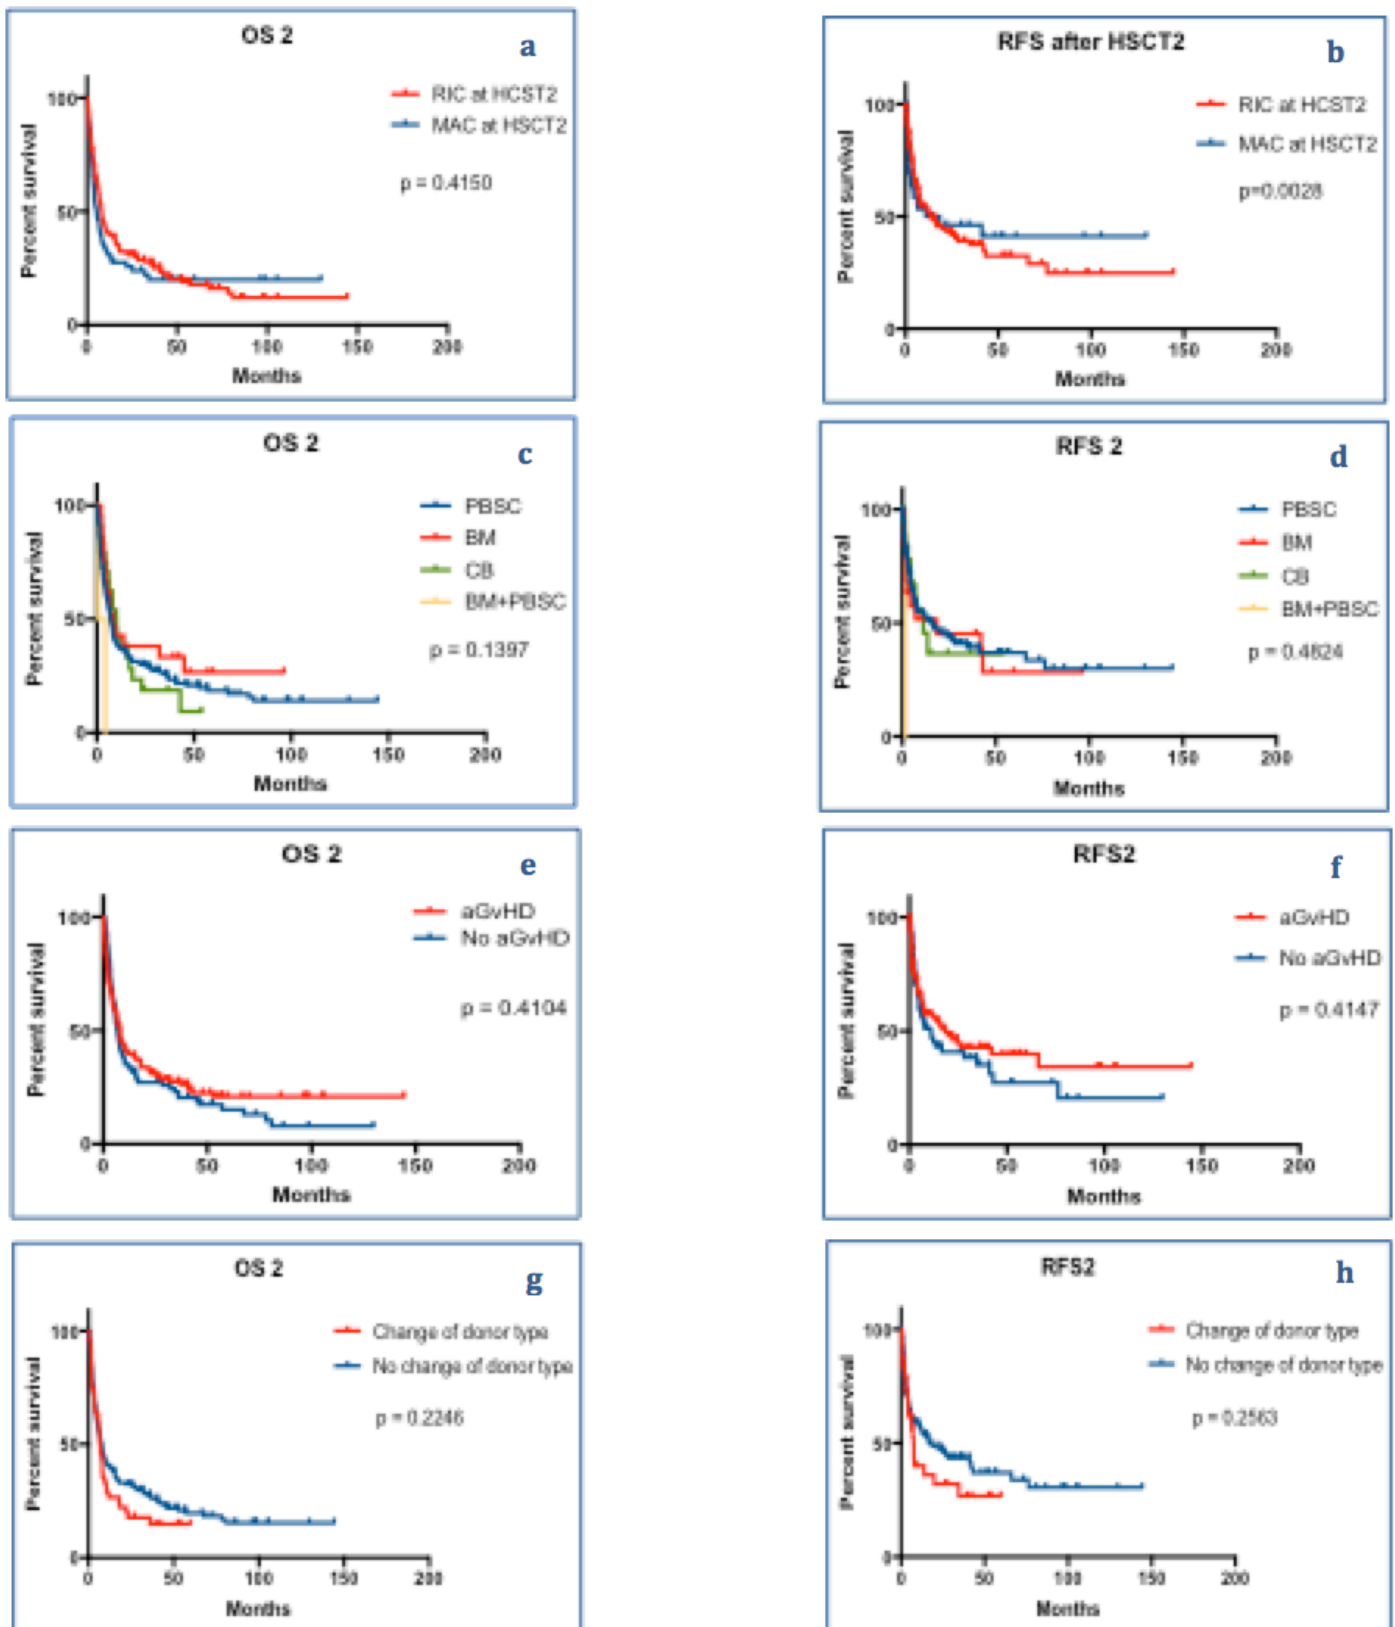 OS 2
a
RIC at HCST2
MAC at HSCT2
p = 0.4150
Percent survival
100
50
0
0 50 100 150 200
Months
RFS after HSCT2
b
RIC at HCST2
MAC at HSCT2
p=0.0028
Percent survival
100
50
0
0 50 100 150 200
Months
OS 2
c
PBSC
BM
CB
BM+PBSC
p = 0.1397
Percent survival
100
50
0
0 50 100 150 200
Months
RFS 2
d
PBSC
BM
CB
BM+PBSC
p = 0.4824
Percent survival
100
50
0
0 50 100 150 200
Months
OS 2
e
aGvHD
No aGvHD
p = 0.4104
Percent survival
100
50
0
0 50 100 150 200
Months
RFS2
f
aGvHD
No aGvHD
p = 0.4147
Percent survival
100
50
0
0 50 100 150 200
Months
OS 2
g
Change of donor type
No change of donor type
p = 0.2246
Percent survival
100
50
0
0 50 100 150 200
Months
RFS2
h
Change of donor type
No change of donor type
p = 0.2563
Percent survival
100
50
0
0 50 100 150 200
Months